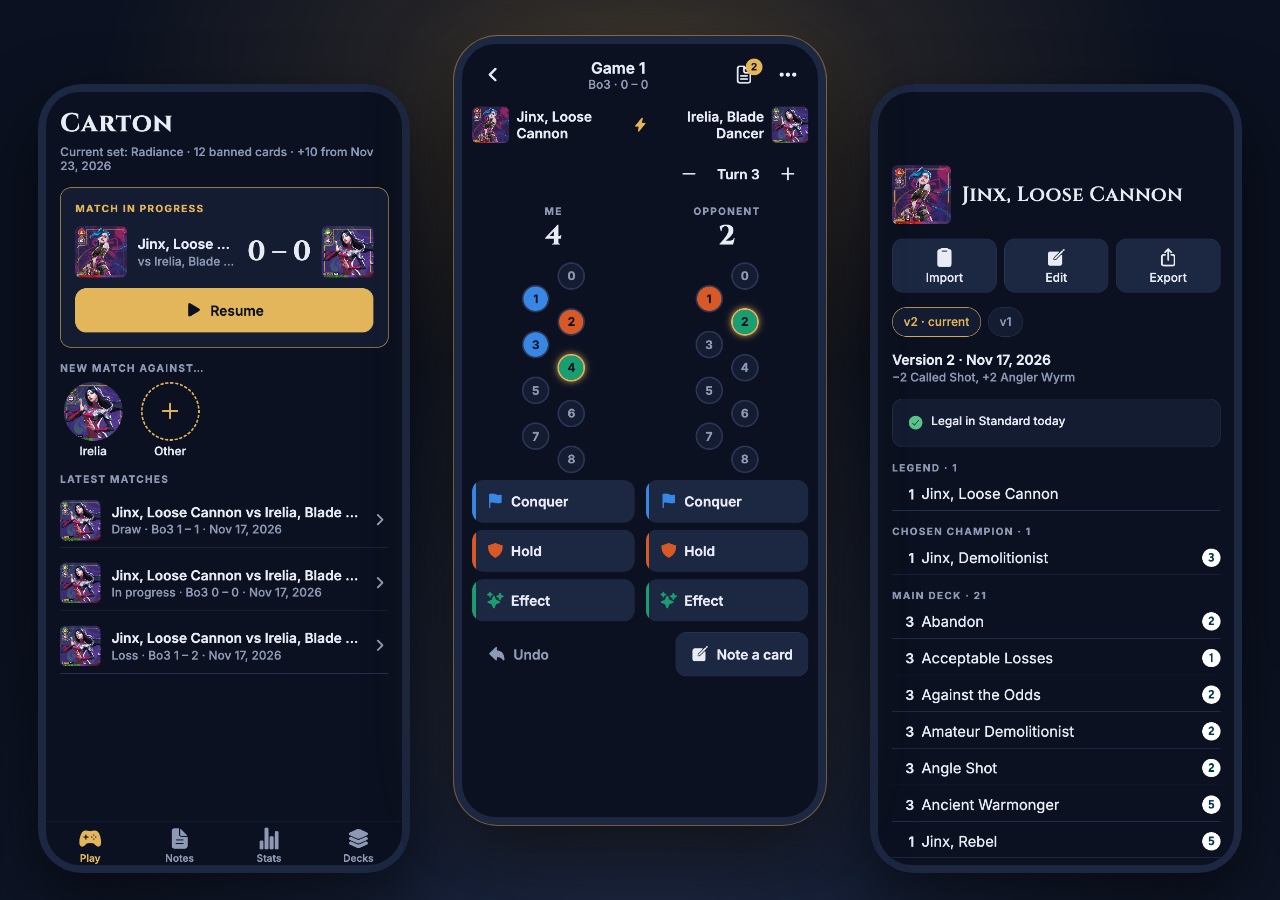 CARTON
Current set: Radiance · 12 banned cards · +10 from Nov
23, 2026
MATCH IN PROGRESS
Jinx, Loose ...
vs Irelia, Blade ...
0 – 0
Resume
NEW MATCH AGAINST...
Irelia
Other
LATEST MATCHES
Jinx, Loose Cannon vs Irelia, Blade ...
Draw · Bo3 1 – 1 · Nov 17, 2026
Jinx, Loose Cannon vs Irelia, Blade ...
In progress · Bo3 0 – 0 · Nov 17, 2026
Jinx, Loose Cannon vs Irelia, Blade ...
Loss · Bo3 1 – 2 · Nov 17, 2026
Play
Notes
Stats
Decks
Game 1
Bo3 · 0 – 0
2
Jinx, Loose
Cannon
Irelia, Blade
Dancer
Turn 3
ME
4
0
1
2
3
4
5
6
7
8
OPPONENT
2
0
1
2
3
4
5
6
7
8
Conquer
Conquer
Hold
Hold
Effect
Effect
Undo
Note a card
JINX, LOOSE CANNON
Import
Edit
Export
v2 · current
v1
Version 2 · Nov 17, 2026
−2 Called Shot, +2 Angler Wyrm
Legal in Standard today
LEGEND · 1
1 Jinx, Loose Cannon
CHOSEN CHAMPION · 1
1 Jinx, Demolitionist 3
MAIN DECK · 21
3 Abandon 2
3 Acceptable Losses 1
3 Against the Odds 2
3 Amateur Demolitionist 2
3 Angle Shot 2
3 Ancient Warmonger 5
1 Jinx, Rebel 5